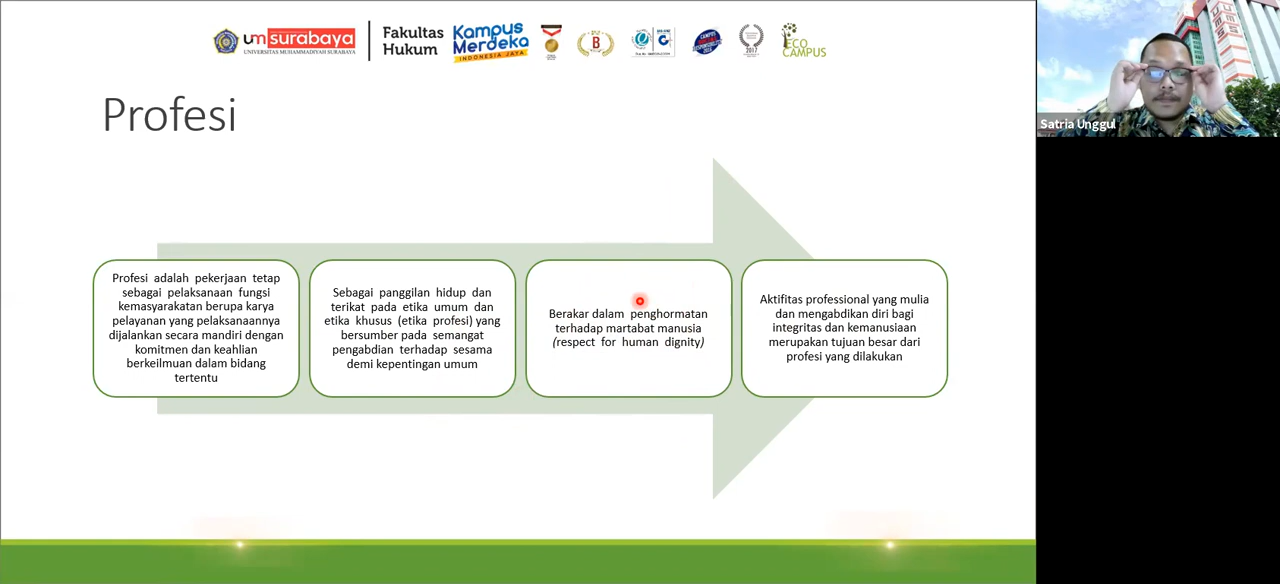 um surabaya
UNIVERSITAS MUHAMMADIYAH SURABAYA
Fakultas
Hukum
Kampus
Merdeka
INDONESIA JAYA
B
2017
ECO
CAMPUS
Satria Unggul
Profesi
Profesi adalah pekerjaan tetap
sebagai pelaksanaan fungsi
kemasyarakatan berupa karya
pelayanan yang pelaksanaannya
dijalankan secara mandiri dengan
komitmen dan keahlian
berkeilmuan dalam bidang
tertentu
Sebagai panggilan hidup dan
terikat pada etika umum dan
etika khusus (etika profesi) yang
bersumber pada semangat
pengabdian terhadap sesama
demi kepentingan umum
Berakar dalam penghormatan
terhadap martabat manusia
(respect for human dignity)
Aktifitas professional yang mulia
dan mengabdikan diri bagi
integritas dan kemanusiaan
merupakan tujuan besar dari
profesi yang dilakukan